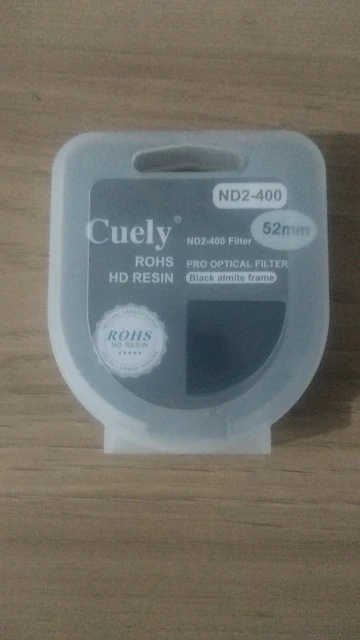 ND2-400
Cuely®
52mm
ND2-400 Filter
ROHS
PRO OPTICAL FILTER
HD RESIN
Black almite frame
ROHS
HD RESIN